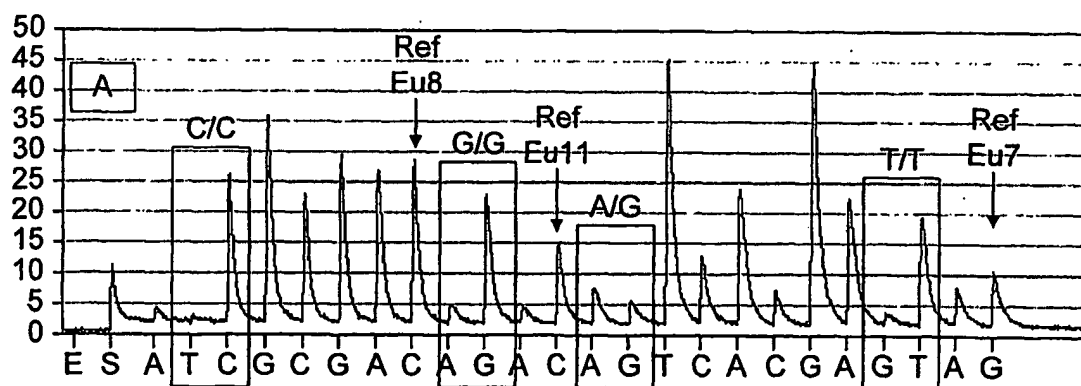 50
45
40
35
30
25
20
15
10
5
0
A
C/C
Ref
Eu8
G/G
Ref
Eu11
A/G
T/T
Ref
Eu7
E S A T C G C G A C A G A C A G T C A C G A G T A G